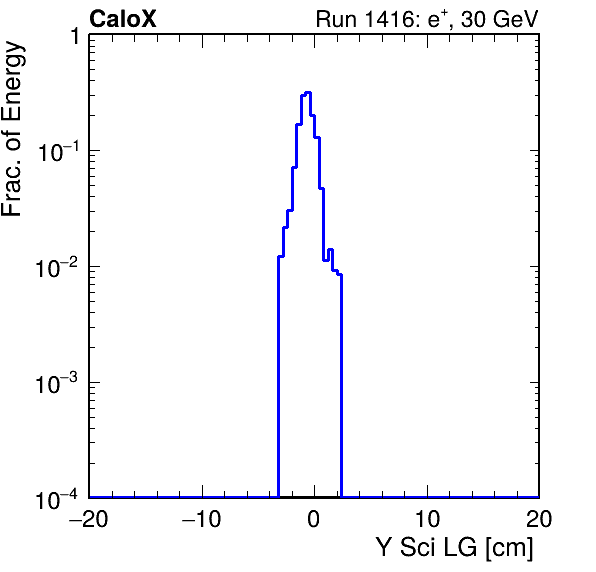 CaloX Run 1416: e⁺, 30 GeV
Frac. of Energy
1
10⁻¹
10⁻²
10⁻³
10⁻⁴
−20 −10 0 10 20
Y Sci LG [cm]